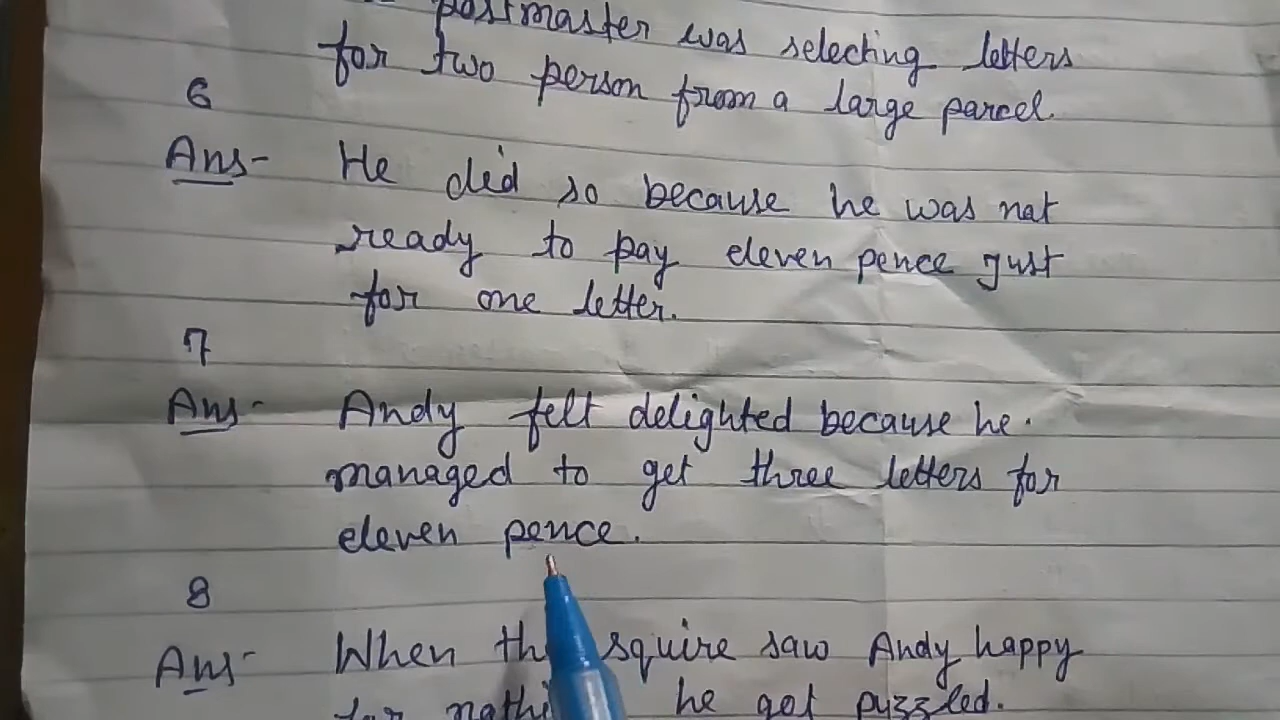 postmaster was selecting letters
for two person from a large parcel.
6
Ans- He did so because he was not
ready to pay eleven pence just
for one letter.
7
Ans- Andy felt delighted because he.
managed to get three letters for
eleven pence.
8
Ans- When the squire saw Andy happy
for he got puzzled.